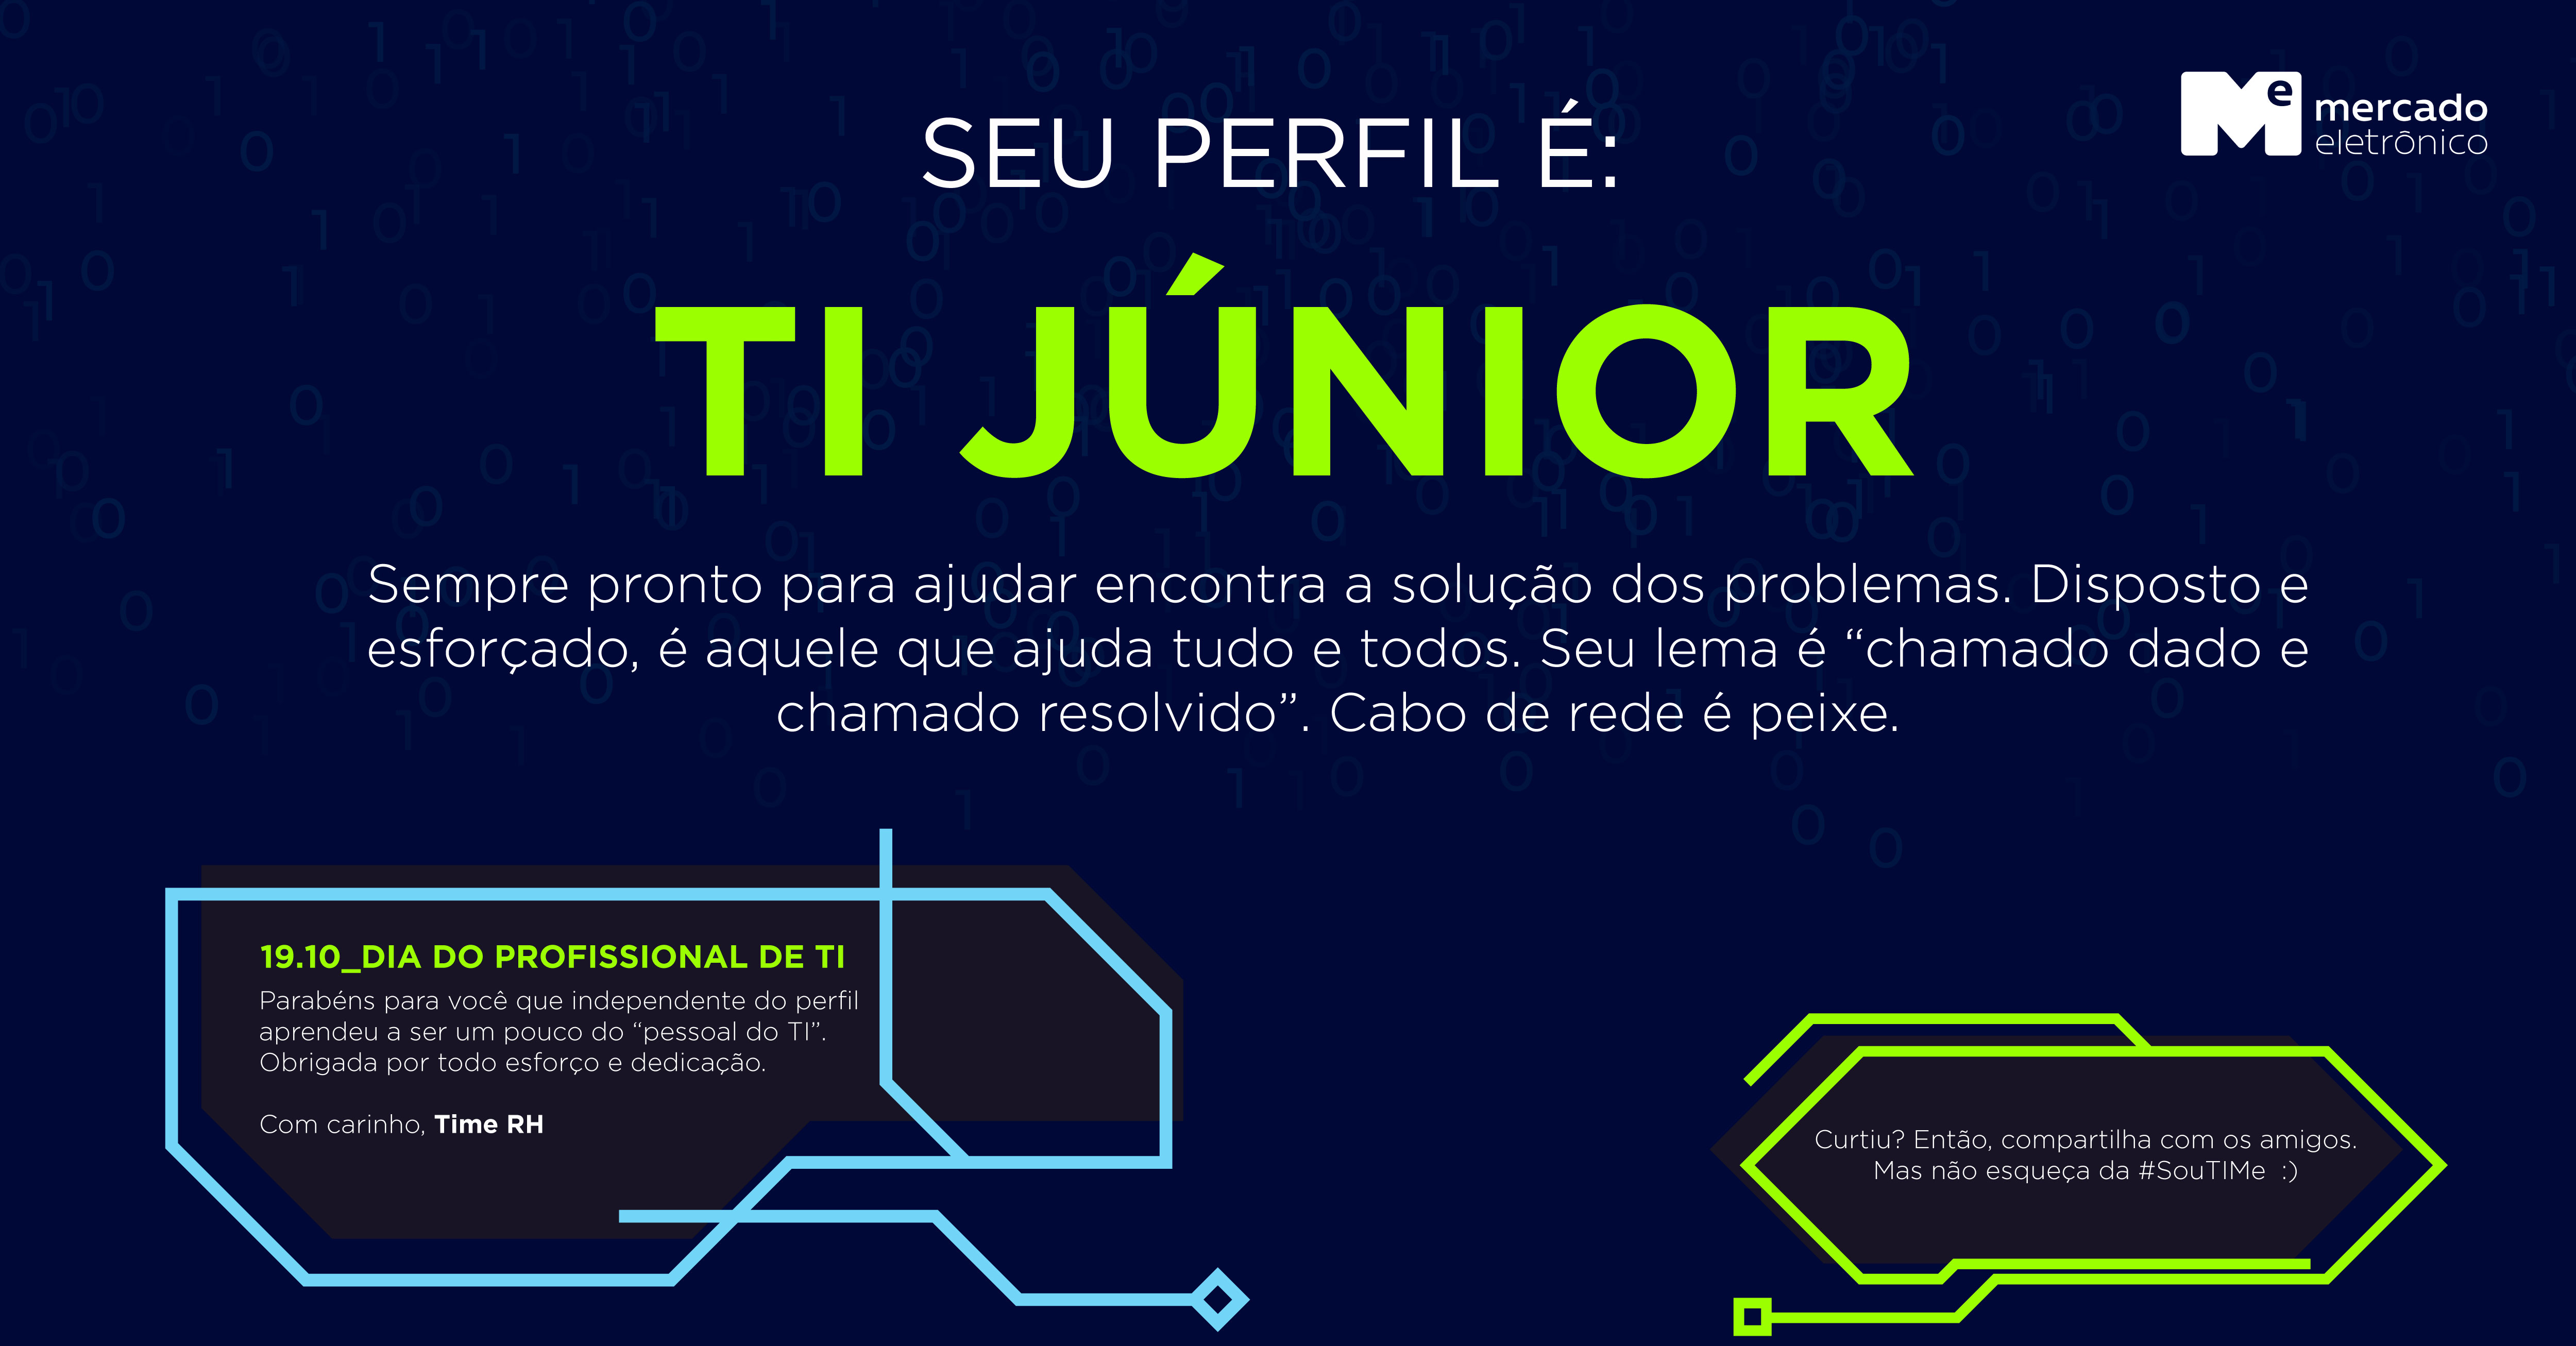 Me mercado
eletrônico
SEU PERFIL É:
TI JÚNIOR
Sempre pronto para ajudar encontra a solução dos problemas. Disposto e
esforçado, é aquele que ajuda tudo e todos. Seu lema é “chamado dado e
chamado resolvido”. Cabo de rede é peixe.
19.10_DIA DO PROFISSIONAL DE TI
Parabéns para você que independente do perfil
aprendeu a ser um pouco do “pessoal do TI”.
Obrigada por todo esforço e dedicação.
Com carinho, Time RH
Curtiu? Então, compartilha com os amigos.
Mas não esqueça da #SouTIMe :)